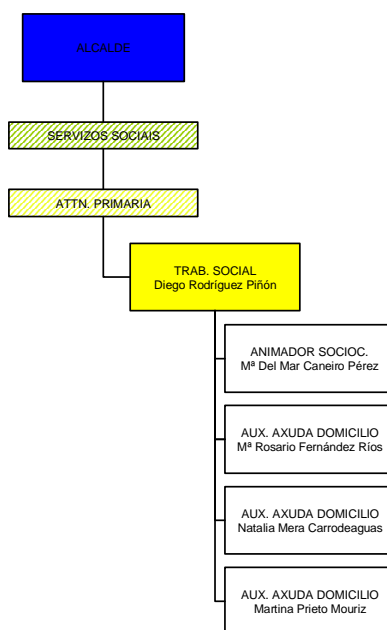 ALCALDE
SERVIZOS SOCIAIS
ATTN. PRIMARIA
TRAB. SOCIAL
Diego Rodríguez Piñón
ANIMADOR SOCIOC.
Mª Del Mar Caneiro Pérez
AUX. AXUDA DOMICILIO
Mª Rosario Fernández Ríos
AUX. AXUDA DOMICILIO
Natalia Mera Carrodeaguas
AUX. AXUDA DOMICILIO
Martina Prieto Mouriz